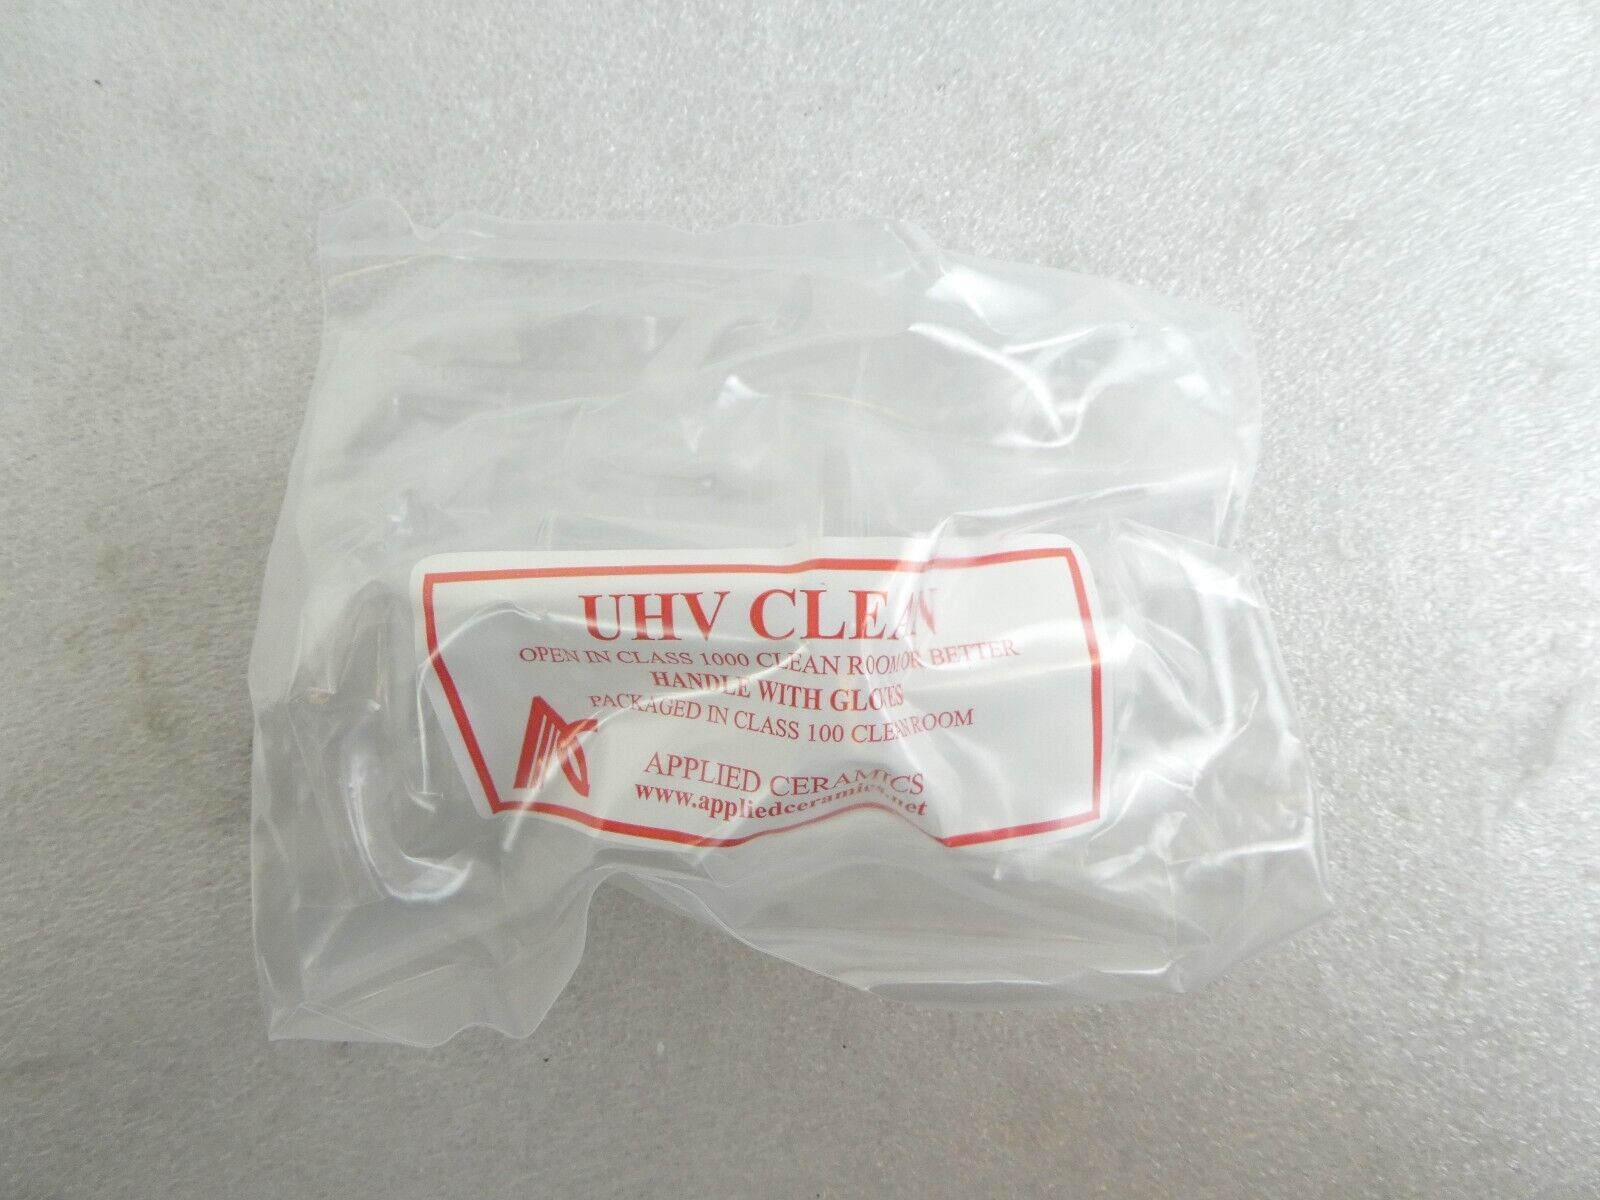 UHV CLEAN
OPEN IN CLASS 1000 CLEAN ROOM OR BETTER
HANDLE WITH GLOVES
PACKAGED IN CLASS 100 CLEAN ROOM
APPLIED CERAMICS
www.appliedceramics.net